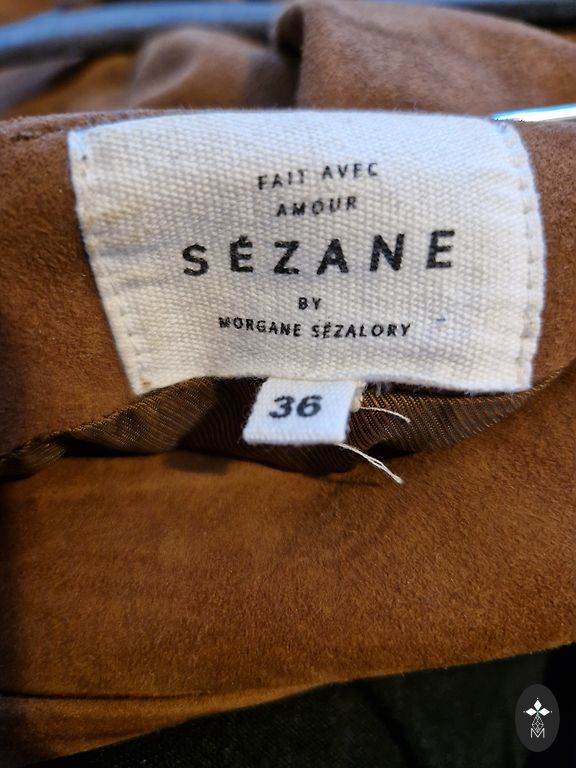 FAIT AVEC
AMOUR
SÉZANE
BY
MORGANE SÉZALORY
36
M